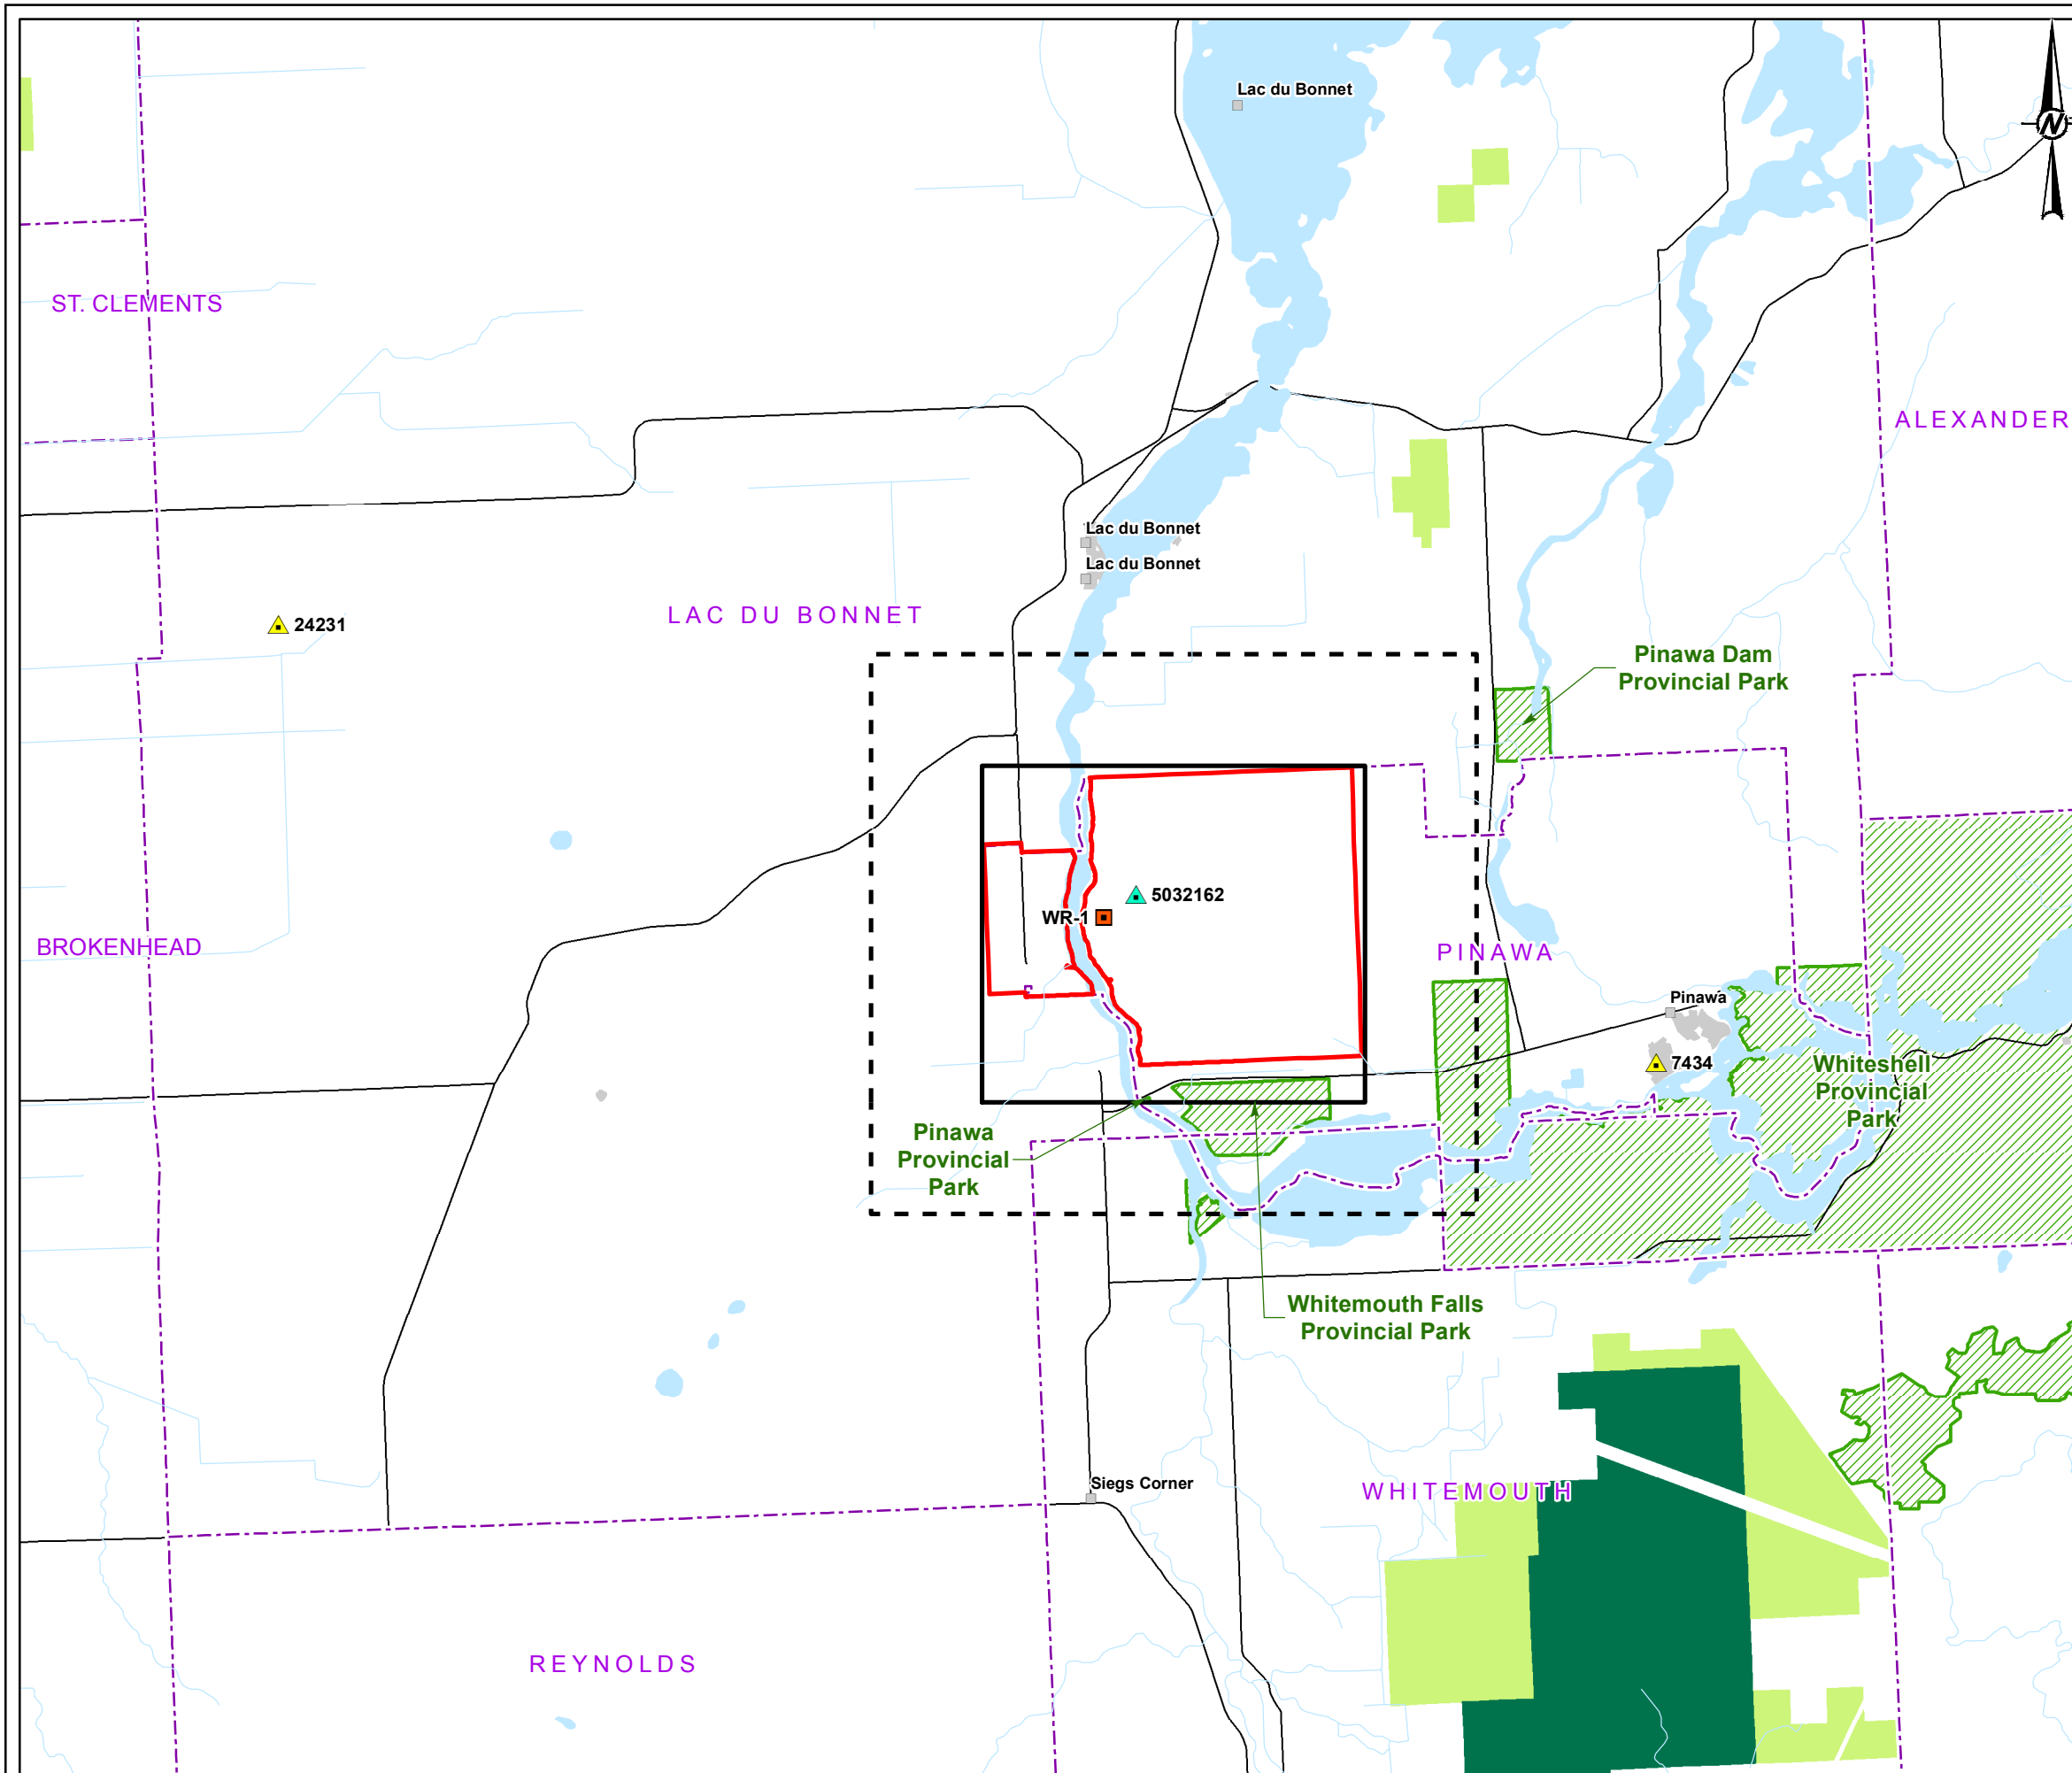 Lac du Bonnet
N
ST. CLEMENTS
ALEXANDER
Lac du Bonnet
Lac du Bonnet
LAC DU BONNET
24231
Pinawa Dam
Provincial Park
5032162
WR-1
BROKENHEAD
PINAWA
Pinawa
7434
Whiteshell
Provincial
Park
Pinawa
Provincial
Park
Whitemouth Falls
Provincial Park
Siegs Corner
WHITEMOUTH
REYNOLDS